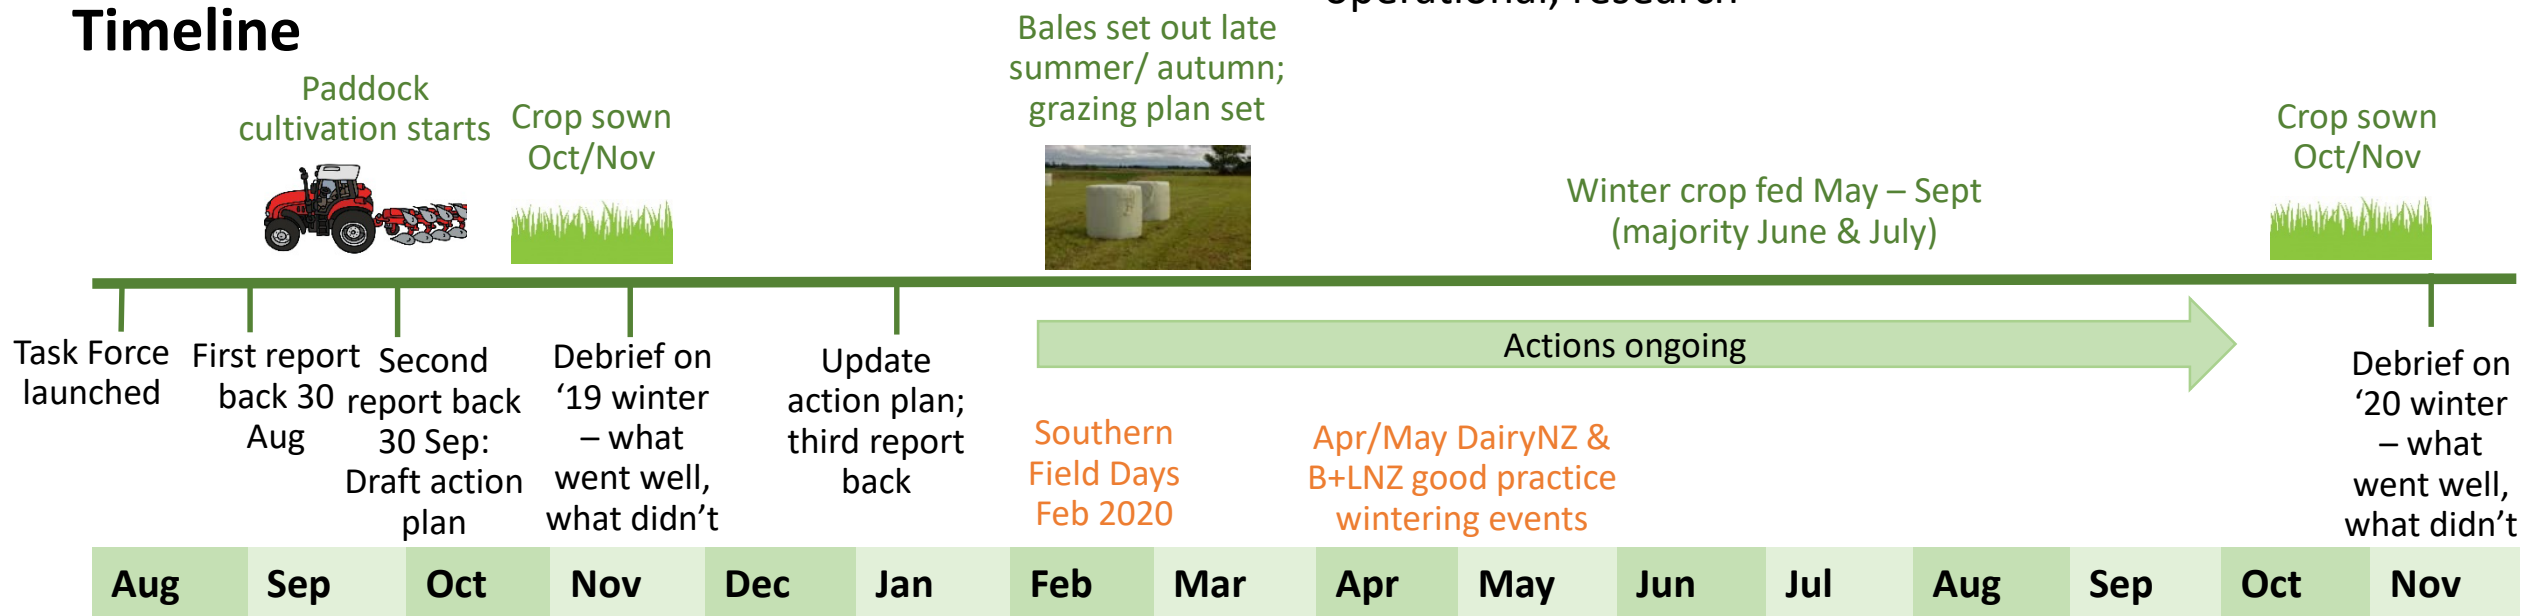 operational, research
Timeline
Paddock
cultivation starts
Crop sown
Oct/Nov
Bales set out late
summer/ autumn;
grazing plan set
Winter crop fed May – Sept
(majority June & July)
Crop sown
Oct/Nov
Task Force
launched
First report
back 30
Aug
Second
report back
30 Sep:
Draft action
plan
Debrief on
‘19 winter
– what
went well,
what didn’t
Update
action plan;
third report
back
Actions ongoing
Southern
Field Days
Feb 2020
Apr/May DairyNZ &
B+LNZ good practice
wintering events
Debrief on
‘20 winter
– what
went well,
what didn’t
Aug Sep Oct Nov Dec Jan Feb Mar Apr May Jun Jul Aug Sep Oct Nov